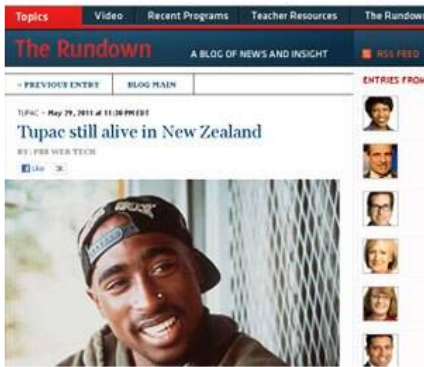 Topics Video Recent Programs Teacher Resources The Rundown
The Rundown A BLOG OF NEWS AND INSIGHT RSS FEED
« PREVIOUS ENTRY BLOG MAIN ENTRIES FROM
TUPAC - May 29, 2011 at 11:30 PM EDT
Tupac still alive in New Zealand
BY: PBS WEB TECH
Like